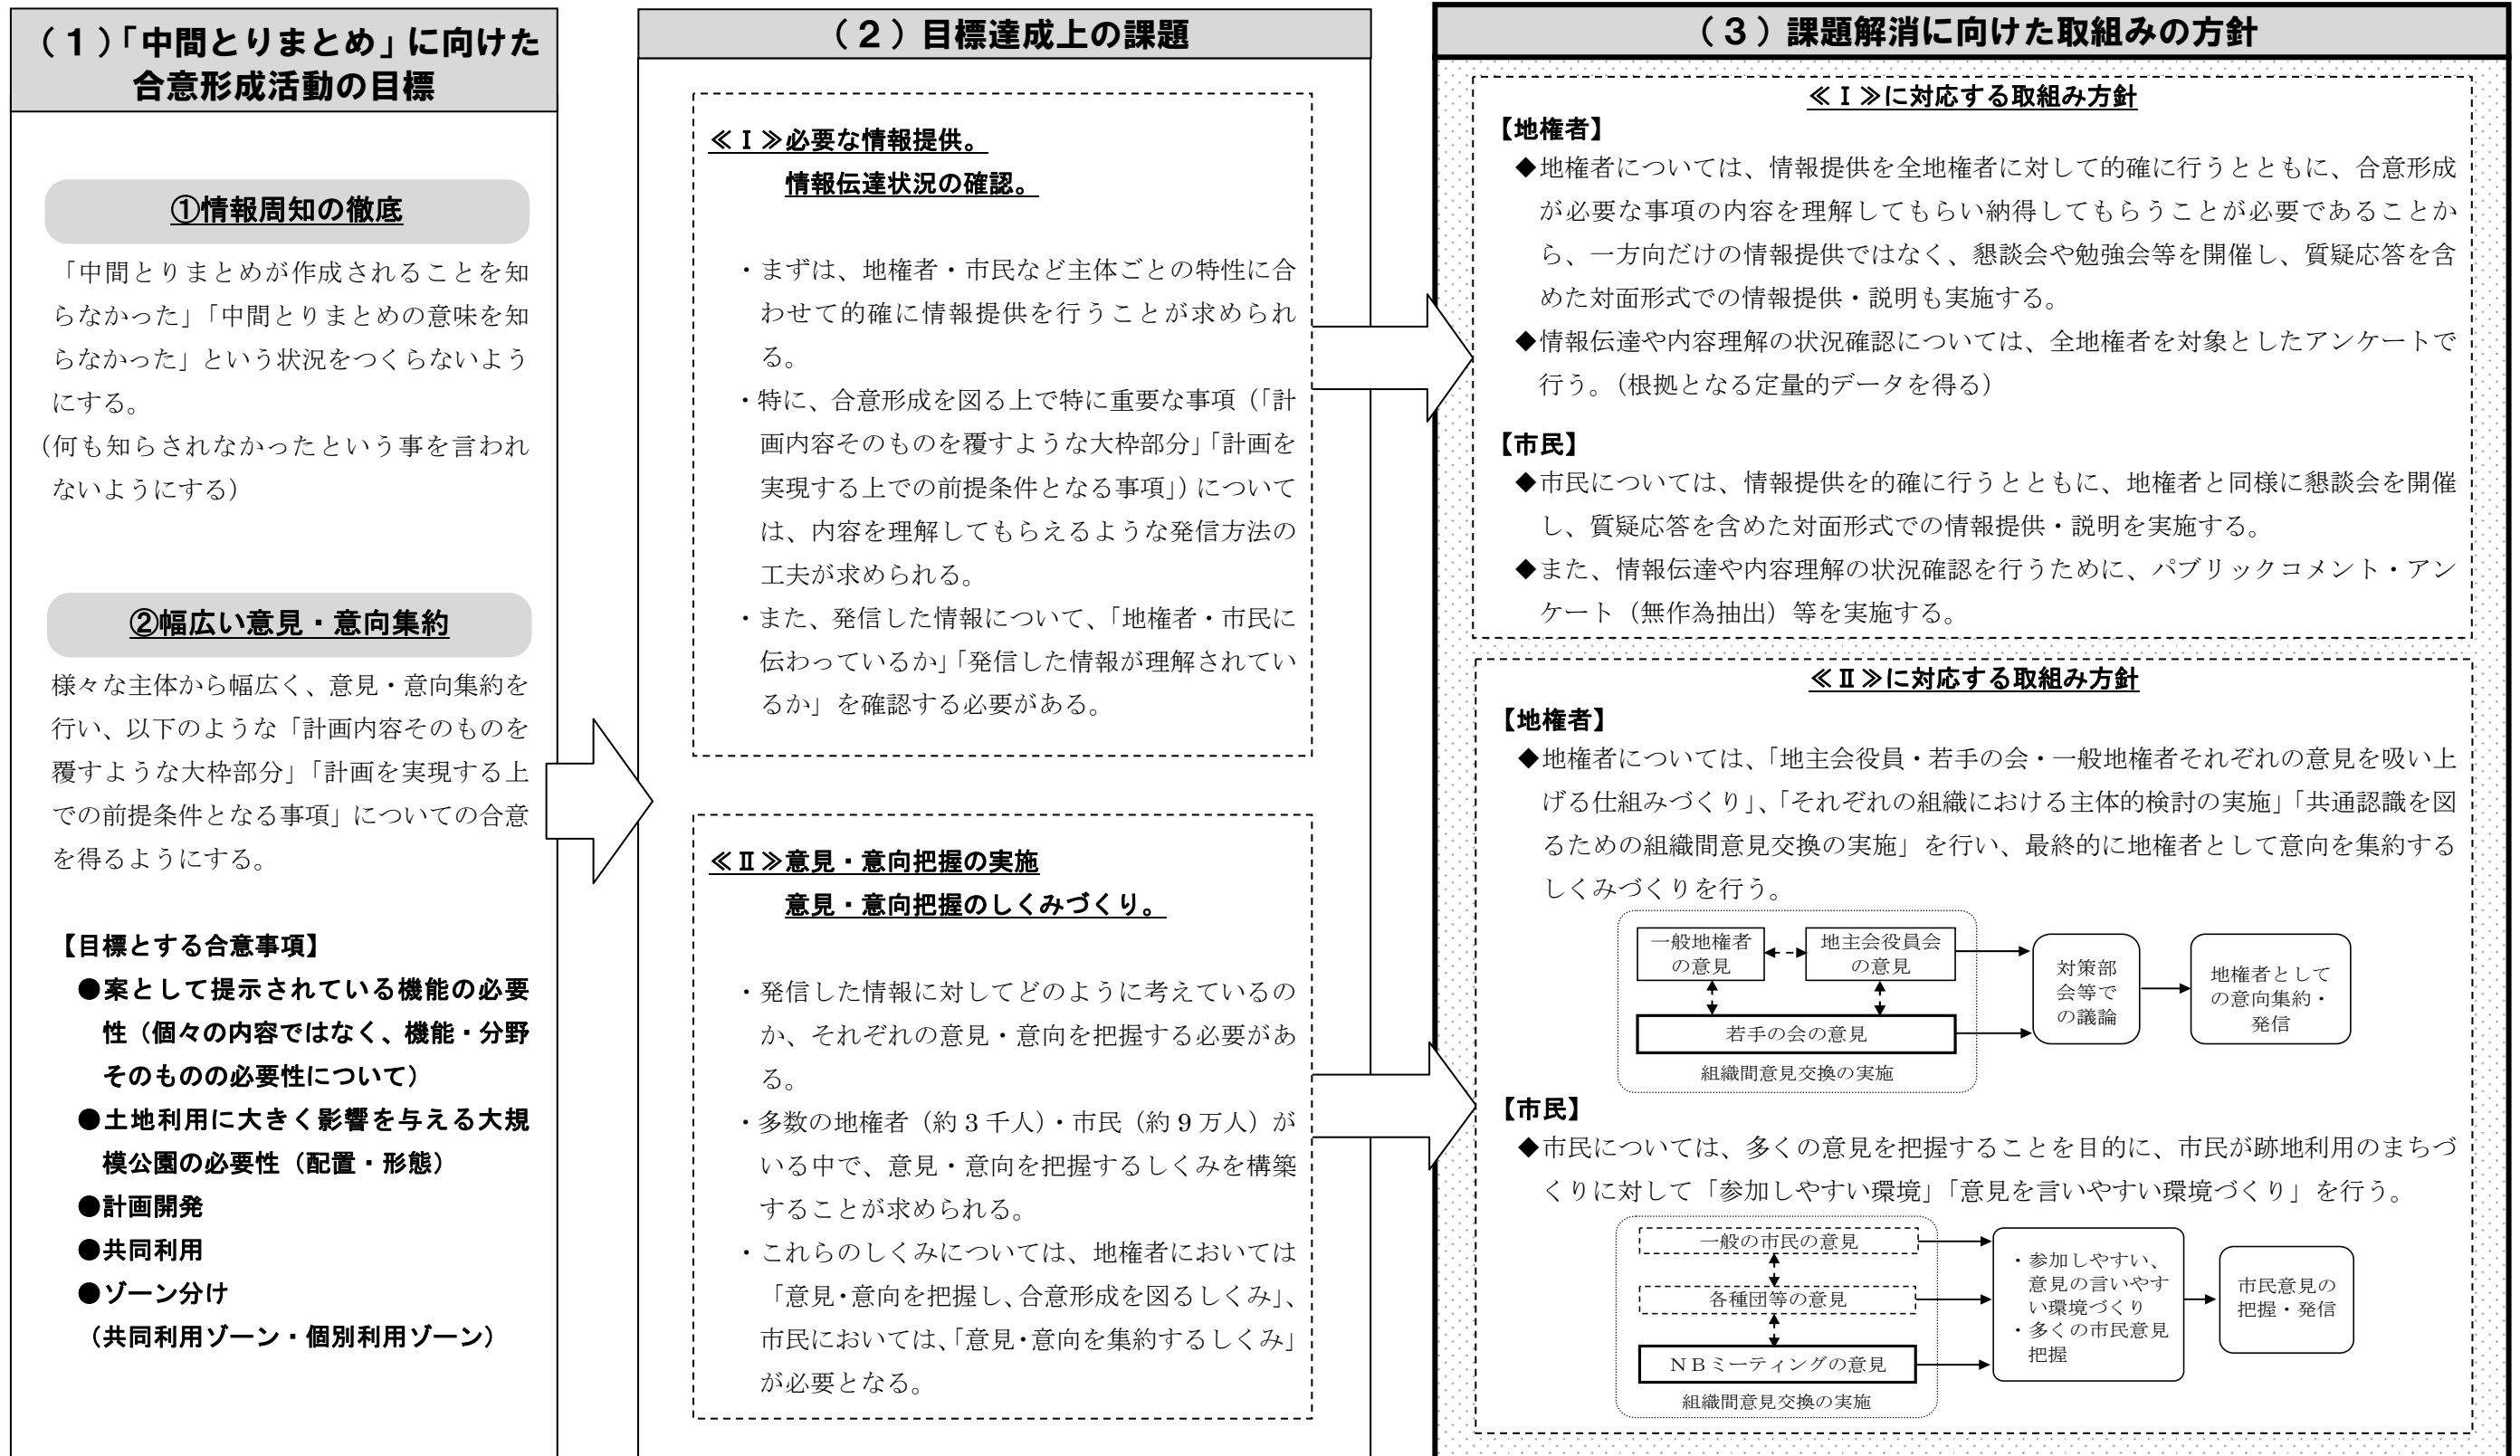 （１）「中間とりまとめ」に向けた
合意形成活動の目標
①情報周知の徹底
「中間とりまとめが作成されることを知
らなかった」「中間とりまとめの意味を知
らなかった」という状況をつくらないよう
にする。
（何も知らされなかったという事を言われ
ないようにする）
②幅広い意見・意向集約
様々な主体から幅広く、意見・意向集約を
行い、以下のような「計画内容そのものを
覆すような大枠部分」「計画を実現する上
での前提条件となる事項」についての合意
を得るようにする。
【目標とする合意事項】
●案として提示されている機能の必要
性（個々の内容ではなく、機能・分野
そのものの必要性について）
●土地利用に大きく影響を与える大規
模公園の必要性（配置・形態）
●計画開発
●共同利用
●ゾーン分け
（共同利用ゾーン・個別利用ゾーン）
（２）目標達成上の課題
≪Ⅰ≫必要な情報提供。
情報伝達状況の確認。
・まずは、地権者・市民など主体ごとの特性に合
わせて的確に情報提供を行うことが求められ
る。
・特に、合意形成を図る上で特に重要な事項（「計
画内容そのものを覆すような大枠部分」「計画を
実現する上での前提条件となる事項」）について
は、内容を理解してもらえるような発信方法の
工夫が求められる。
・また、発信した情報について、「地権者・市民に
伝わっているか」「発信した情報が理解されてい
るか」を確認する必要がある。
≪Ⅱ≫意見・意向把握の実施
意見・意向把握のしくみづくり。
・発信した情報に対してどのように考えているの
か、それぞれの意見・意向を把握する必要があ
る。
・多数の地権者（約３千人）・市民（約９万人）が
いる中で、意見・意向を把握するしくみを構築
することが求められる。
・これらのしくみについては、地権者においては
「意見・意向を把握し、合意形成を図るしくみ」、
市民においては、「意見・意向を集約するしくみ」
が必要となる。
（３）課題解消に向けた取組みの方針
≪Ⅰ≫に対応する取組み方針
【地権者】
◆地権者については、情報提供を全地権者に対して的確に行うとともに、合意形成
が必要な事項の内容を理解してもらい納得してもらうことが必要であることか
ら、一方向だけの情報提供ではなく、懇談会や勉強会等を開催し、質疑応答を含
めた対面形式での情報提供・説明も実施する。
◆情報伝達や内容理解の状況確認については、全地権者を対象としたアンケートで
行う。（根拠となる定量的データを得る）
【市民】
◆市民については、情報提供を的確に行うとともに、地権者と同様に懇談会を開催
し、質疑応答を含めた対面形式での情報提供・説明を実施する。
◆また、情報伝達や内容理解の状況確認を行うために、パブリックコメント・アン
ケート（無作為抽出）等を実施する。
≪Ⅱ≫に対応する取組み方針
【地権者】
◆地権者については、「地主会役員・若手の会・一般地権者それぞれの意見を吸い上
げる仕組みづくり」、「それぞれの組織における主体的検討の実施」「共通認識を図
るための組織間意見交換の実施」を行い、最終的に地権者として意向を集約する
しくみづくりを行う。
一般地権者
の意見
地主会役員会
の意見
若手の会の意見
組織間意見交換の実施
対策部
会等で
の議論
地権者として
の意向集約・
発信
【市民】
◆市民については、多くの意見を把握することを目的に、市民が跡地利用のまちづ
くりに対して「参加しやすい環境」「意見を言いやすい環境づくり」を行う。
一般の市民の意見
各種団等の意見
ＮＢミーティングの意見
組織間意見交換の実施
・参加しやすい、
意見の言いやす
い環境づくり
・多くの市民意見
把握
市民意見の
把握・発信